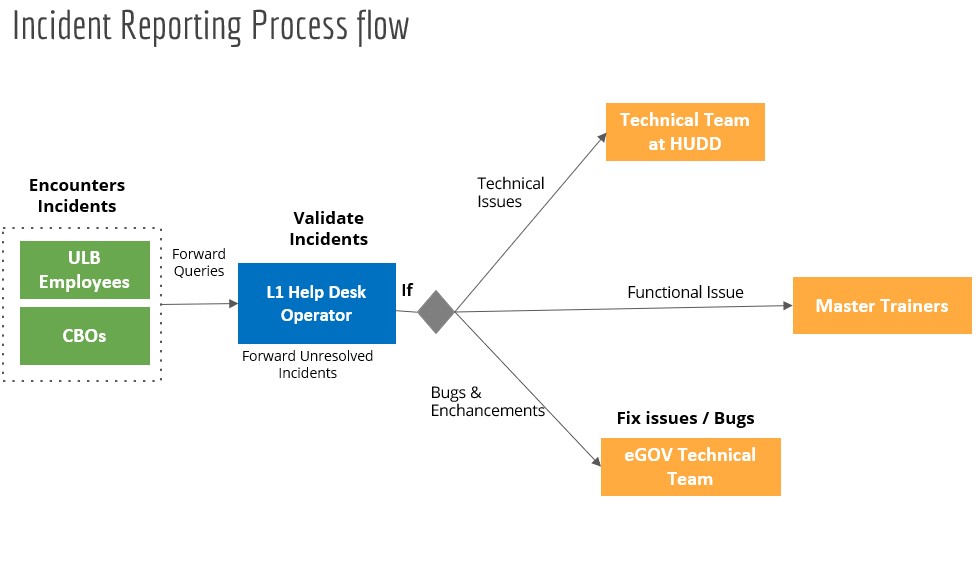 Incident Reporting Process flow
Encounters
Incidents
ULB
Employees
CBOs
Forward
Queries
Validate
Incidents
L1 Help Desk
Operator
Forward Unresolved
Incidents
If
Technical
Issues
Technical Team
at HUDD
Functional Issue
Master Trainers
Bugs &
Enchancements
Fix issues / Bugs
eGOV Technical
Team